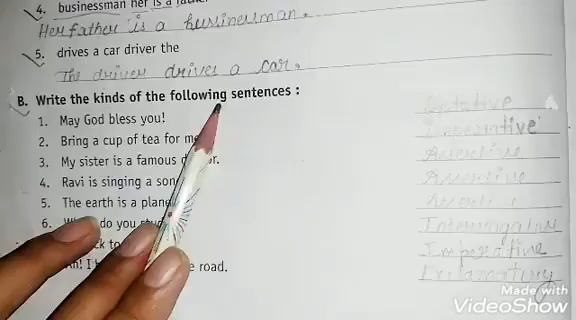 4. businessman her is a father
Her father is a businessman.
5. drives a car driver the
The driver drives a car.
B. Write the kinds of the following sentences :
1. May God bless you! Optative
2. Bring a cup of tea for me Imperative
3. My sister is a famous Assertive
4. Ravi is singing a son Assertive
5. The earth is a plane
6. do you Interrogative
to Imperative
I e road. Exclamatory
Made with
VideoShow